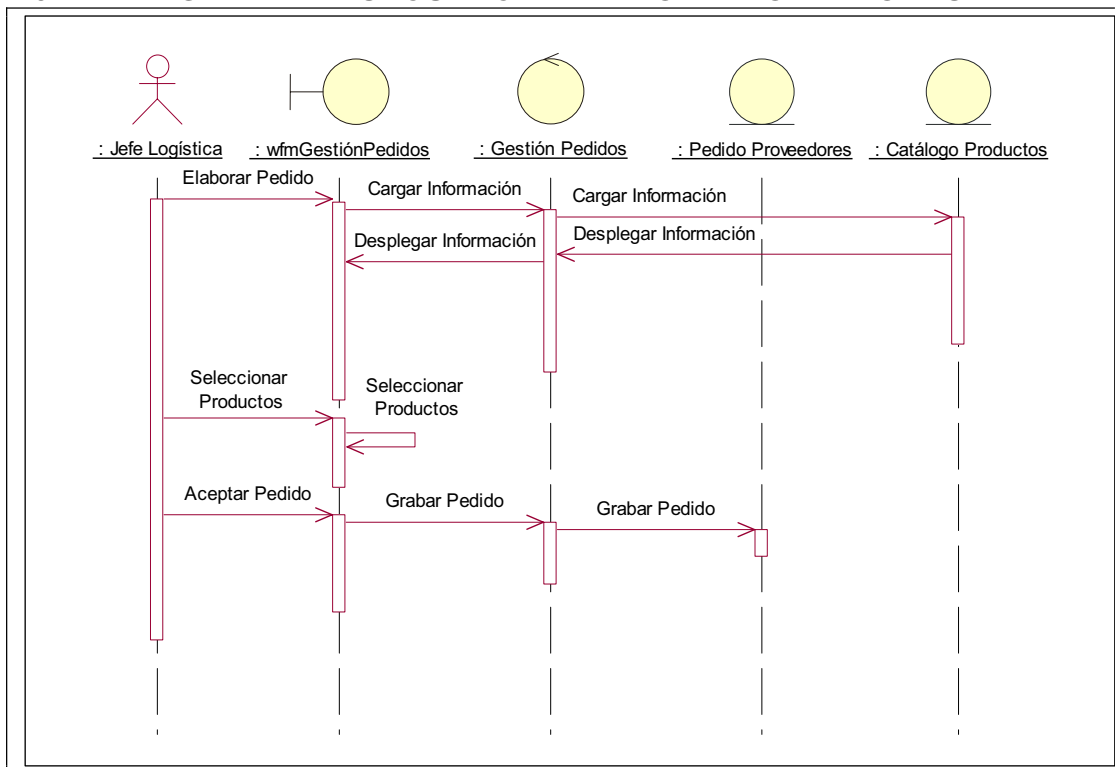 : Jefe Logística
: wfmGestiónPedidos
: Gestión Pedidos
: Pedido Proveedores
: Catálogo Productos
Elaborar Pedido
Cargar Información
Cargar Información
Desplegar Información
Desplegar Información
Seleccionar
Productos
Seleccionar
Productos
Aceptar Pedido
Grabar Pedido
Grabar Pedido